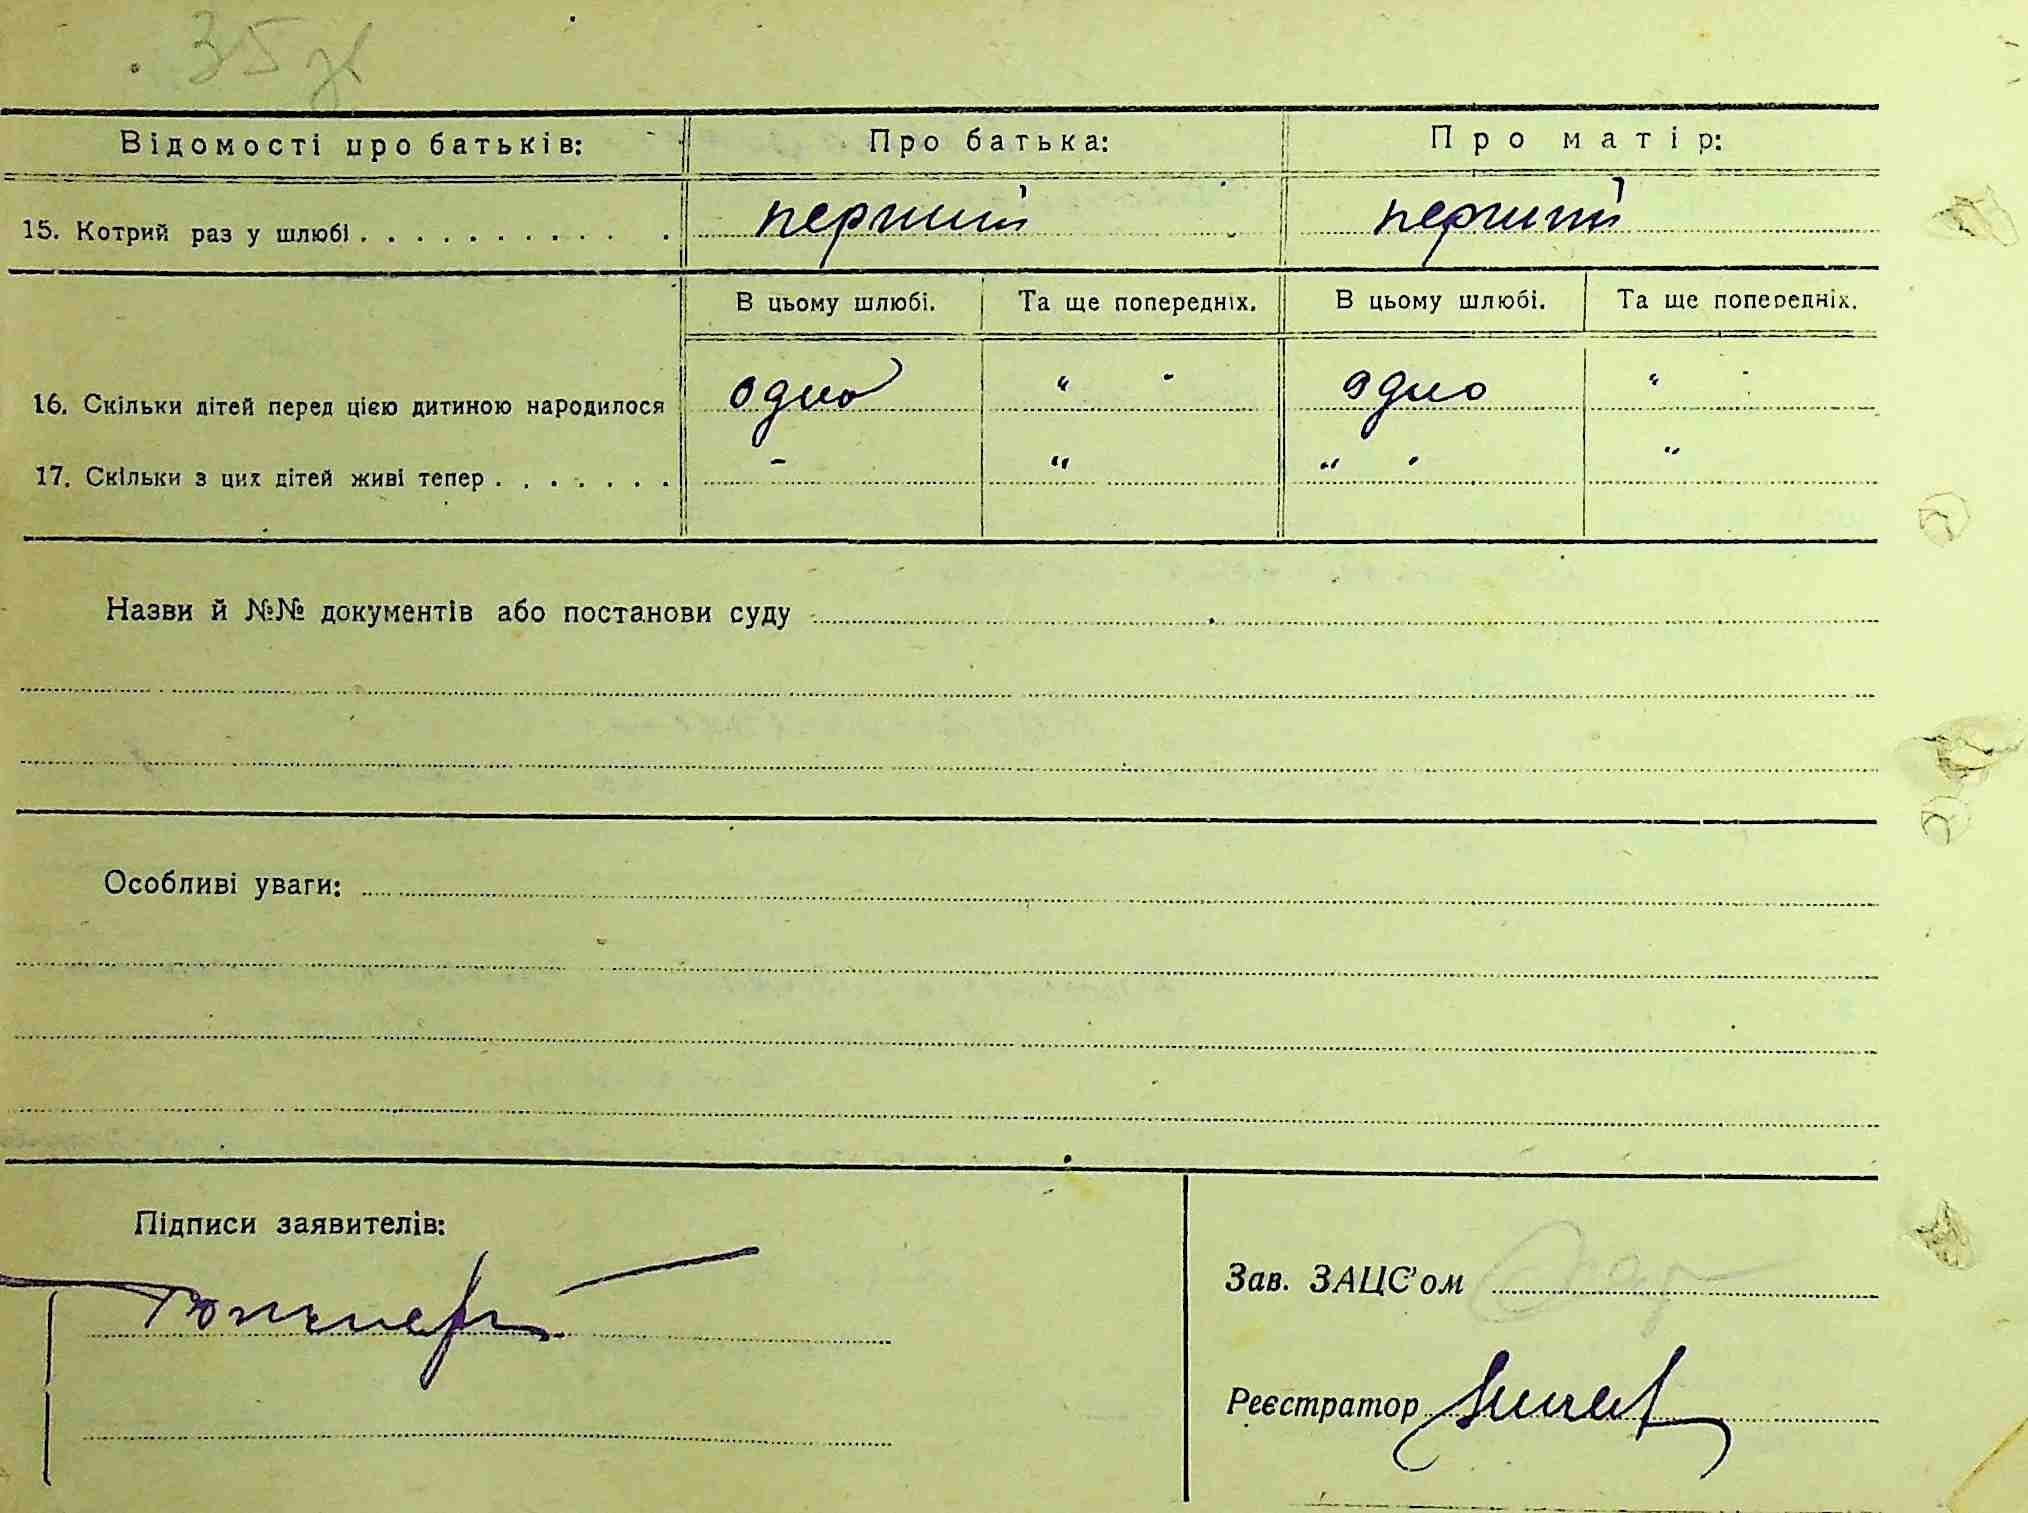 35
Відомості про батьків: Про батька: Про матір:
15. Котрий раз у шлюбі . . . . . . . . . . . перший перший
В цьому шлюбі. Та ще попередніх. В цьому шлюбі. Та ще попередніх.
16. Скільки дітей перед цією дитиною народилося одно " одно "
17. Скільки з цих дітей живі тепер . . . . . . . - " " "
Назви й №№ документів або постанови суду
Особливі уваги:
Підписи заявителів:
Зав. ЗАЦС'ом
Реєстратор